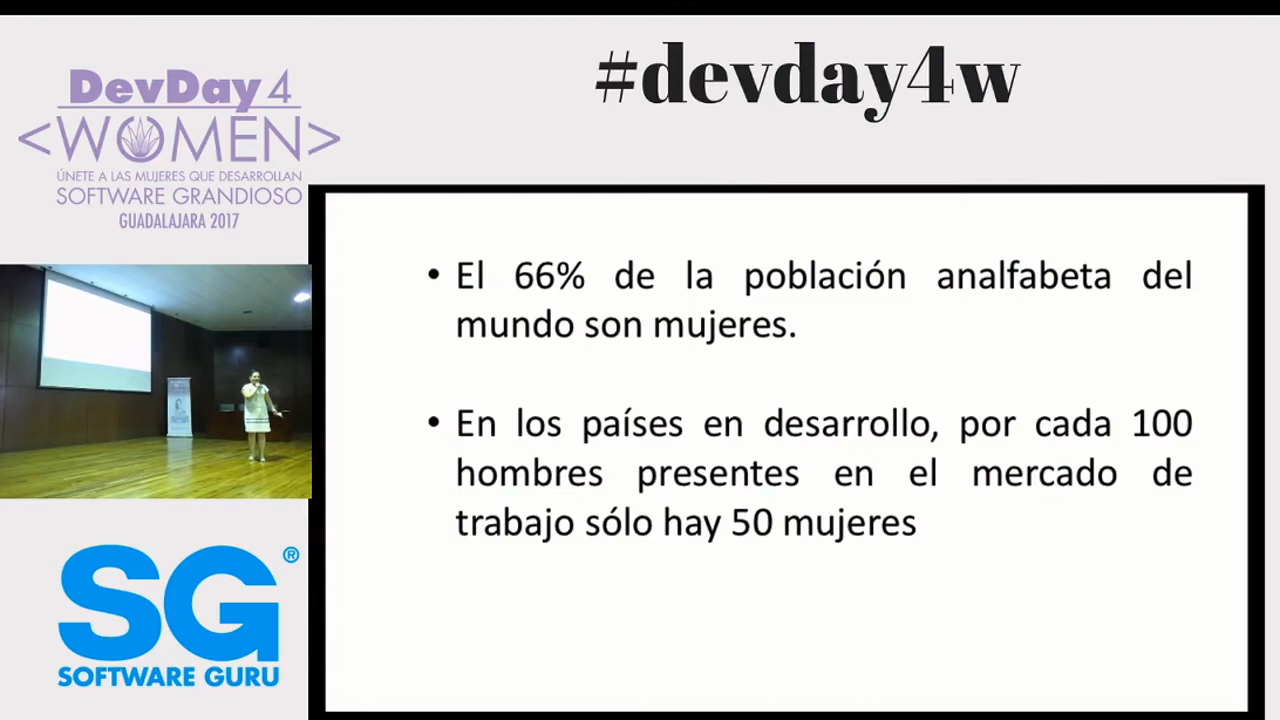 #devday4w
DevDay 4
<WOMEN>
ÚNETE A LAS MUJERES QUE DESARROLLAN
SOFTWARE GRANDIOSO
GUADALAJARA 2017
• El 66% de la población analfabeta del
mundo son mujeres.
• En los países en desarrollo, por cada 100
hombres presentes en el mercado de
trabajo sólo hay 50 mujeres
SG®
SOFTWARE GURU